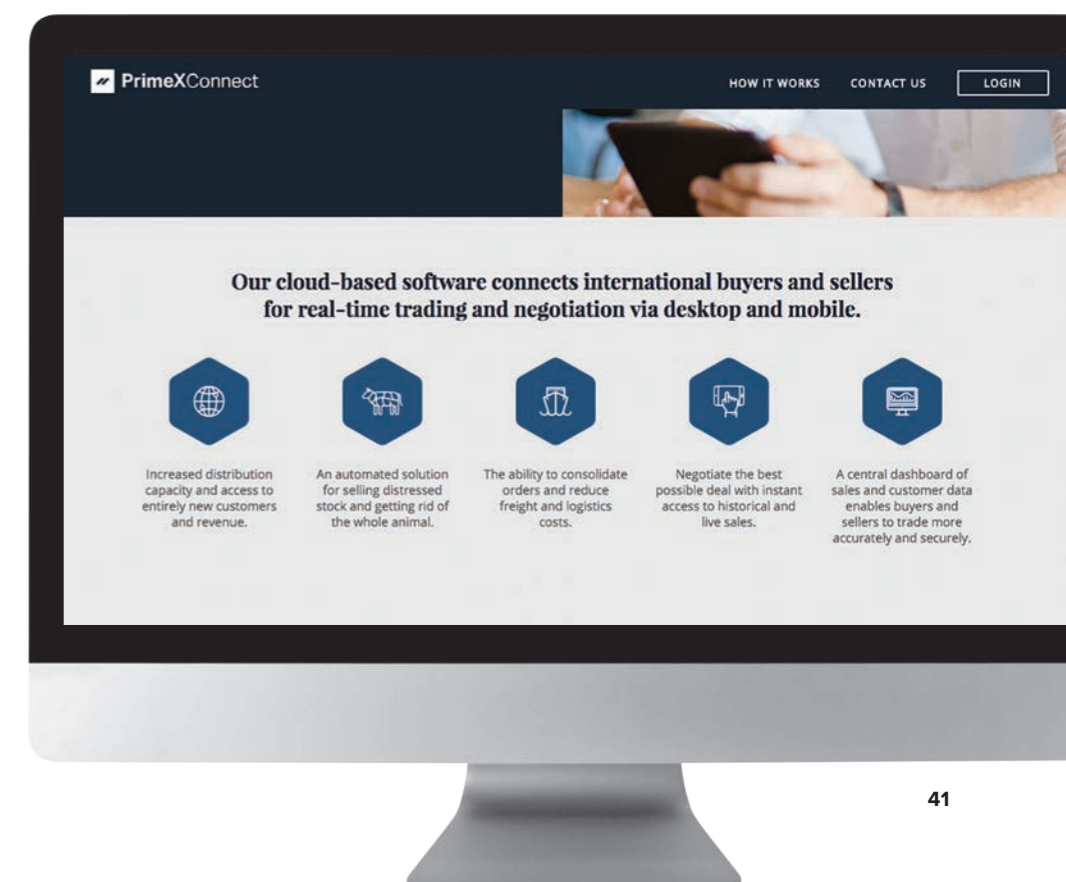 PrimeXConnect
HOW IT WORKS
CONTACT US
LOGIN
Our cloud-based software connects international buyers and sellers
for real-time trading and negotiation via desktop and mobile.
Increased distribution
capacity and access to
entirely new customers
and revenue.
An automated solution
for selling distressed
stock and getting rid of
the whole animal.
The ability to consolidate
orders and reduce
freight and logistics
costs.
Negotiate the best
possible deal with instant
access to historical and
live sales.
A central dashboard of
sales and customer data
enables buyers and
sellers to trade more
accurately and securely.
41